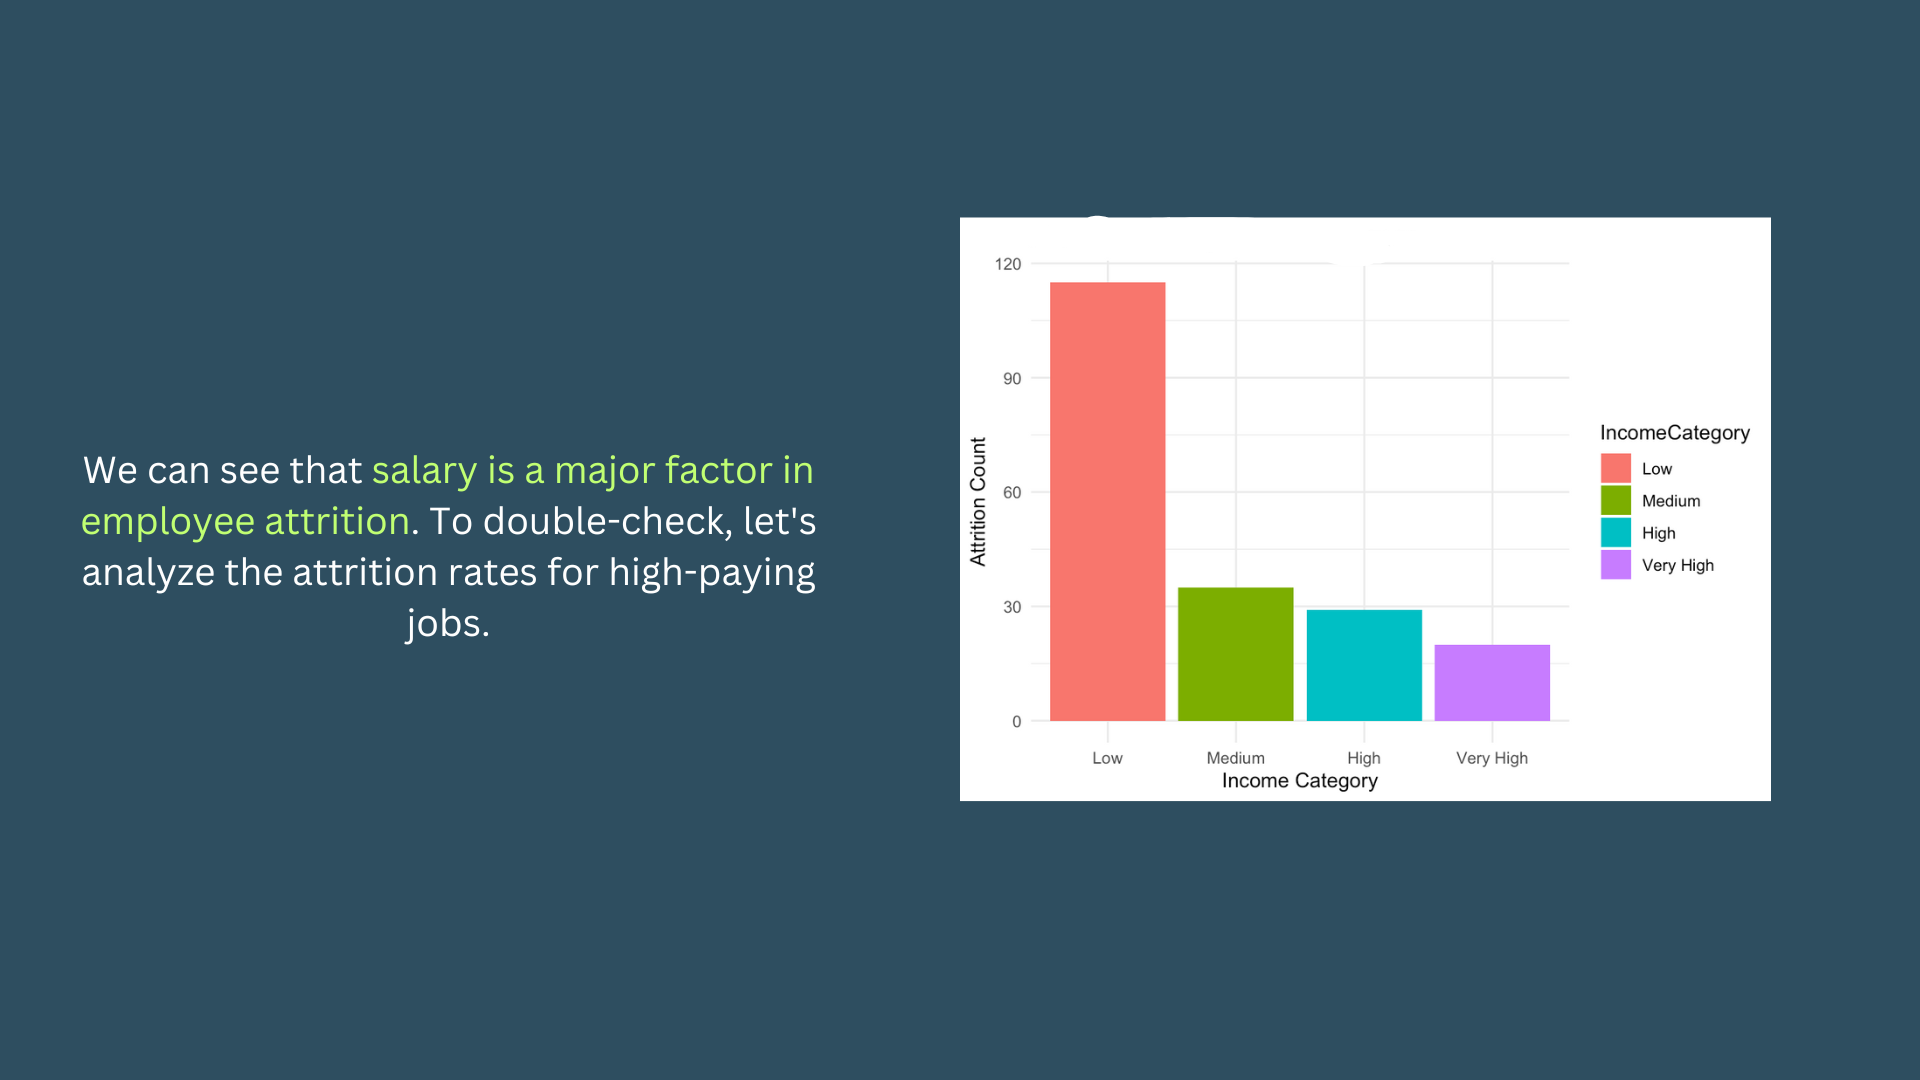 We can see that salary is a major factor in
employee attrition. To double-check, let's
analyze the attrition rates for high-paying
jobs.
120
90
60
30
0
Attrition Count
Low
Medium
High
Very High
Income Category
IncomeCategory
Low
Medium
High
Very High